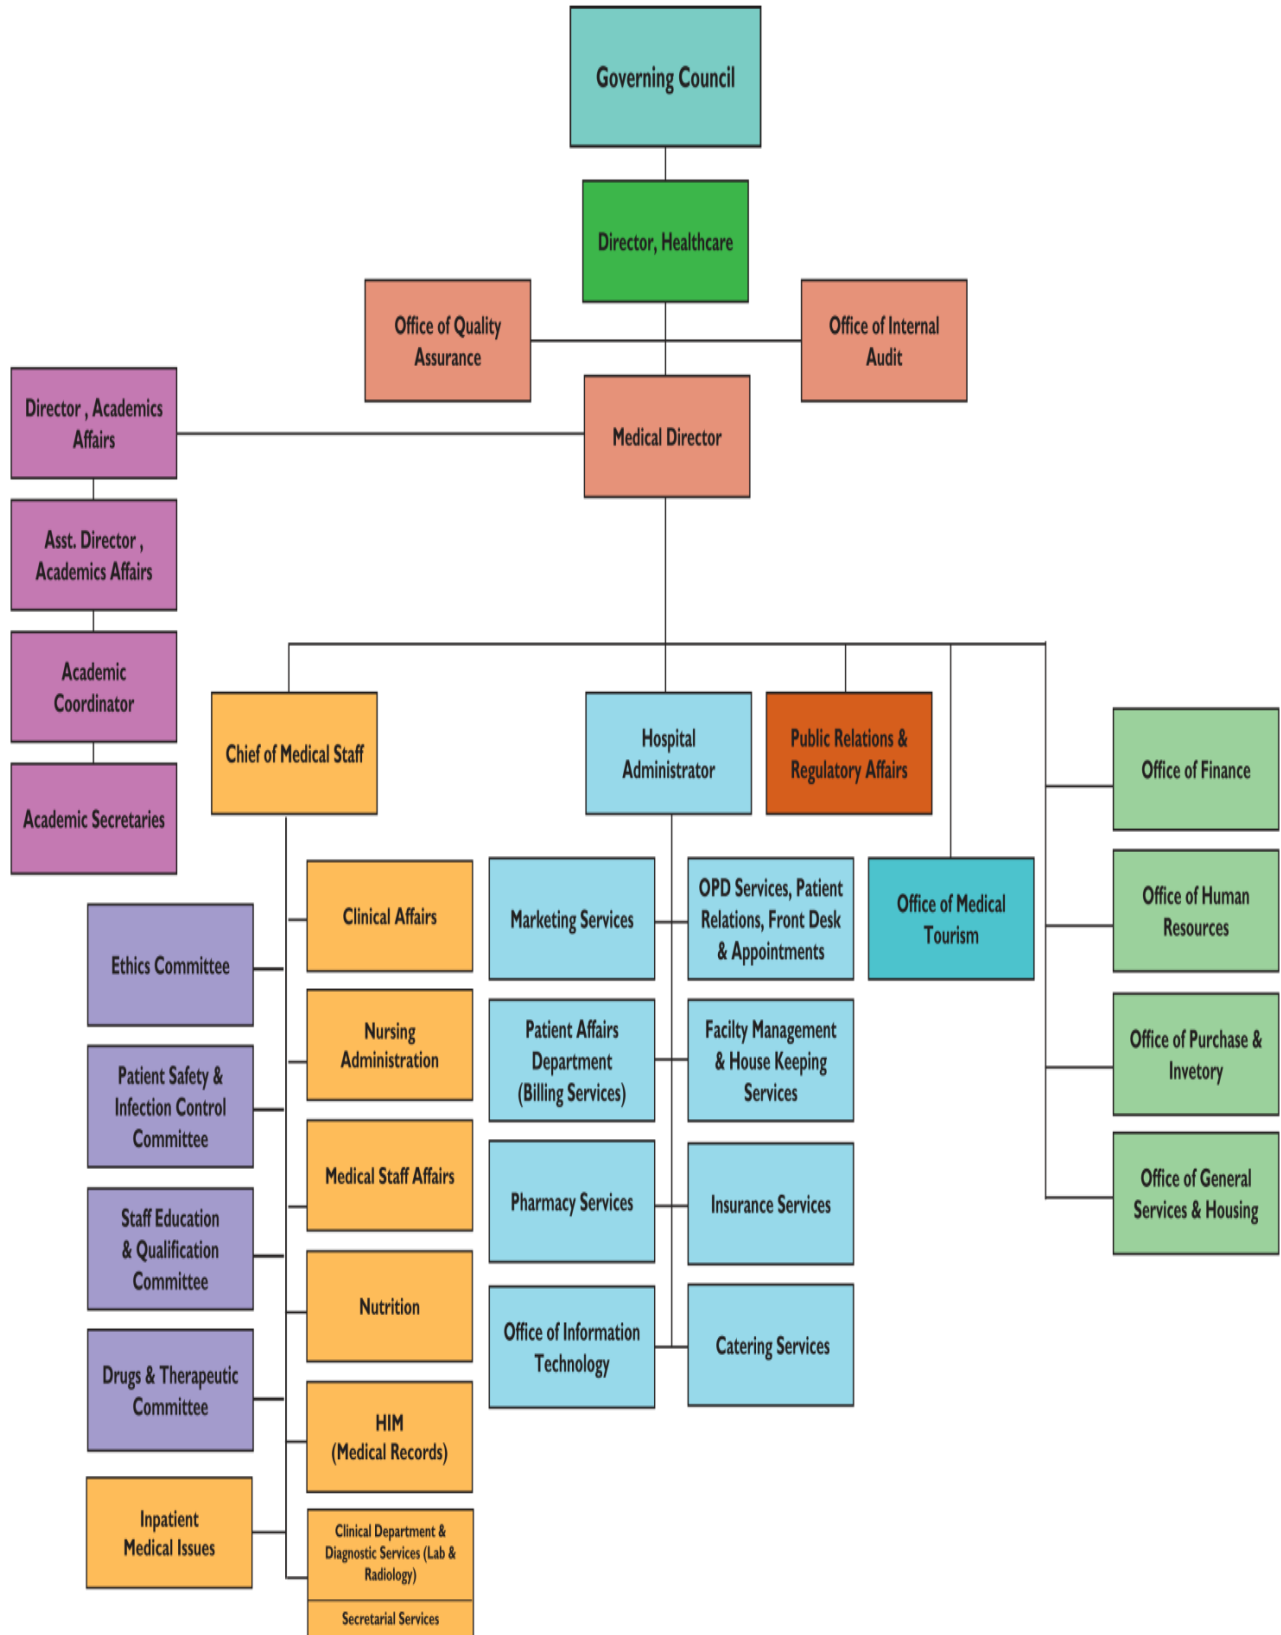 Governing Council
Director, Healthcare
Office of Quality
Assurance
Office of Internal
Audit
Director , Academics
Affairs
Medical Director
Asst. Director ,
Academics Affairs
Academic
Coordinator
Academic Secretaries
Chief of Medical Staff
Hospital
Administrator
Public Relations &
Regulatory Affairs
Office of Finance
Office of Human
Resources
Office of Purchase &
Invetory
Office of General
Services & Housing
Office of Medical
Tourism
Marketing Services
OPD Services, Patient
Relations, Front Desk
& Appointments
Patient Affairs
Department
(Billing Services)
Facilty Management
& House Keeping
Services
Pharmacy Services
Insurance Services
Office of Information
Technology
Catering Services
Clinical Affairs
Ethics Committee
Nursing
Administration
Patient Safety &
Infection Control
Committee
Medical Staff Affairs
Staff Education
& Qualification
Committee
Nutrition
Drugs & Therapeutic
Committee
HIM
(Medical Records)
Inpatient
Medical Issues
Clinical Department &
Diagnostic Services (Lab &
Radiology)
Secretarial Services